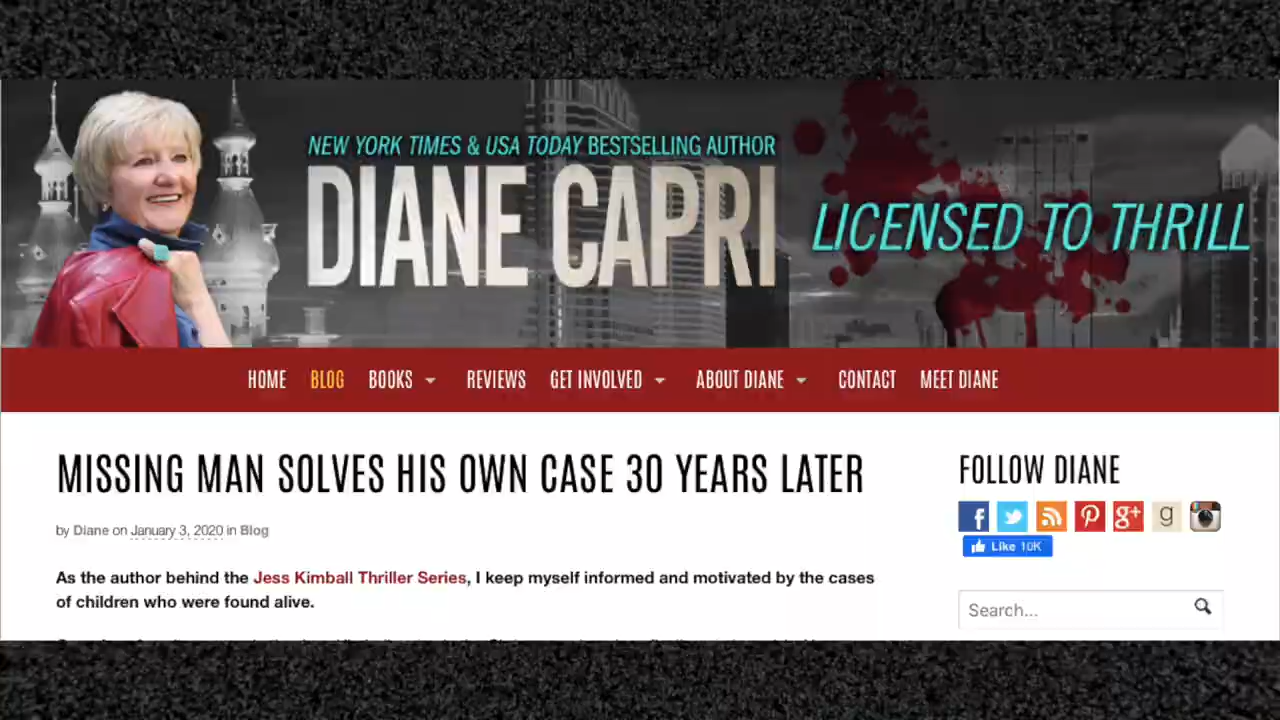 NEW YORK TIMES & USA TODAY BESTSELLING AUTHOR
DIANE CAPRI
LICENSED TO THRILL
HOME BLOG BOOKS REVIEWS GET INVOLVED ABOUT DIANE CONTACT MEET DIANE
MISSING MAN SOLVES HIS OWN CASE 30 YEARS LATER
by Diane on January 3, 2020 in Blog
As the author behind the Jess Kimball Thriller Series, I keep myself informed and motivated by the cases
of children who were found alive.
FOLLOW DIANE
f g+ g
Like 10K
Search...